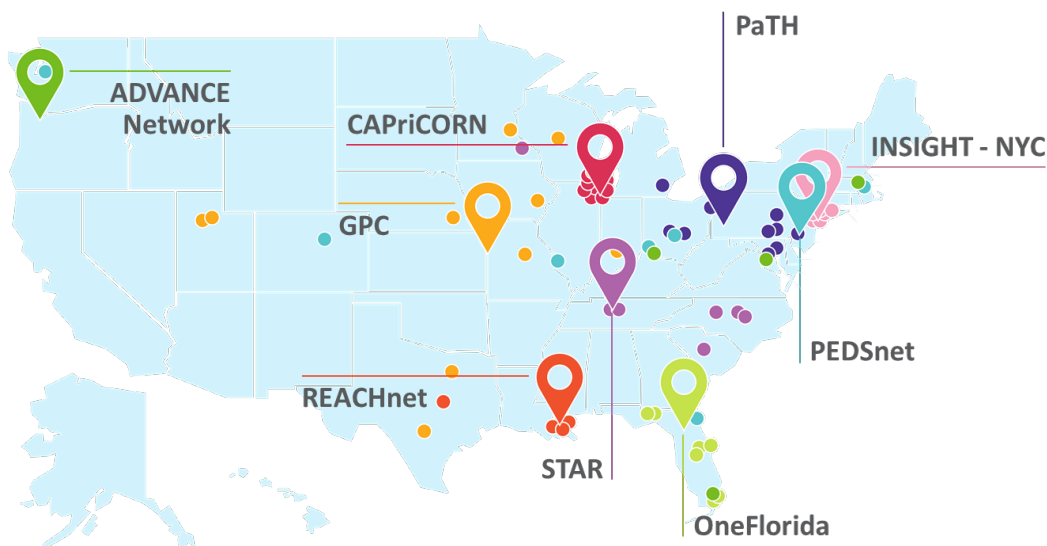 PaTH
ADVANCE
Network
CAPriCORN
INSIGHT - NYC
GPC
PEDSnet
REACHnet
STAR
OneFlorida